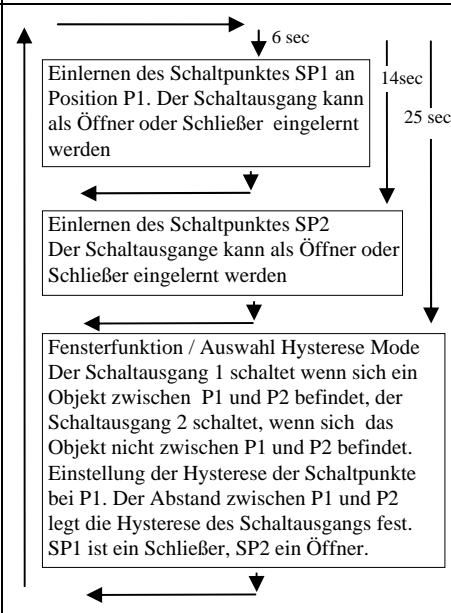 6 sec
Einlernen des Schaltpunktes SP1 an
Position P1. Der Schaltausgang kann
als Öffner oder Schließer eingelernt
werden
14sec
25 sec
Einlernen des Schaltpunktes SP2
Der Schaltausgange kann als Öffner oder
Schließer eingelernt werden
Fensterfunktion / Auswahl Hysterese Mode
Der Schaltausgang 1 schaltet wenn sich ein
Objekt zwischen P1 und P2 befindet, der
Schaltausgang 2 schaltet, wenn sich das
Objekt nicht zwischen P1 und P2 befindet.
Einstellung der Hysterese der Schaltpunkte
bei P1. Der Abstand zwischen P1 und P2
legt die Hysterese des Schaltausgangs fest.
SP1 ist ein Schließer, SP2 ein Öffner.